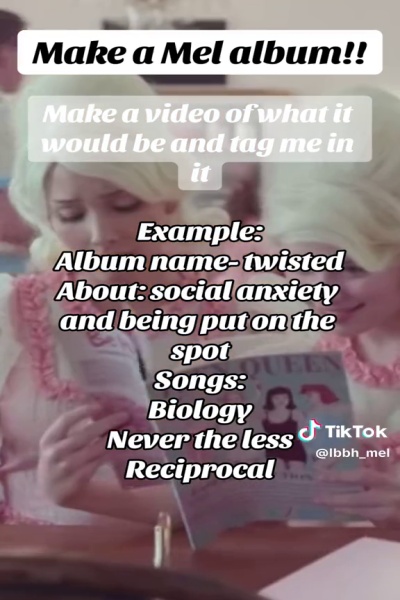 Make a Mel album!!
Make a video of what it
would be and tag me in
it
Example:
Album name- twisted
About: social anxiety
and being put on the
spot
Songs:
Biology
Never the less
Reciprocal
QUEEN
TikTok
@lbbh_mel